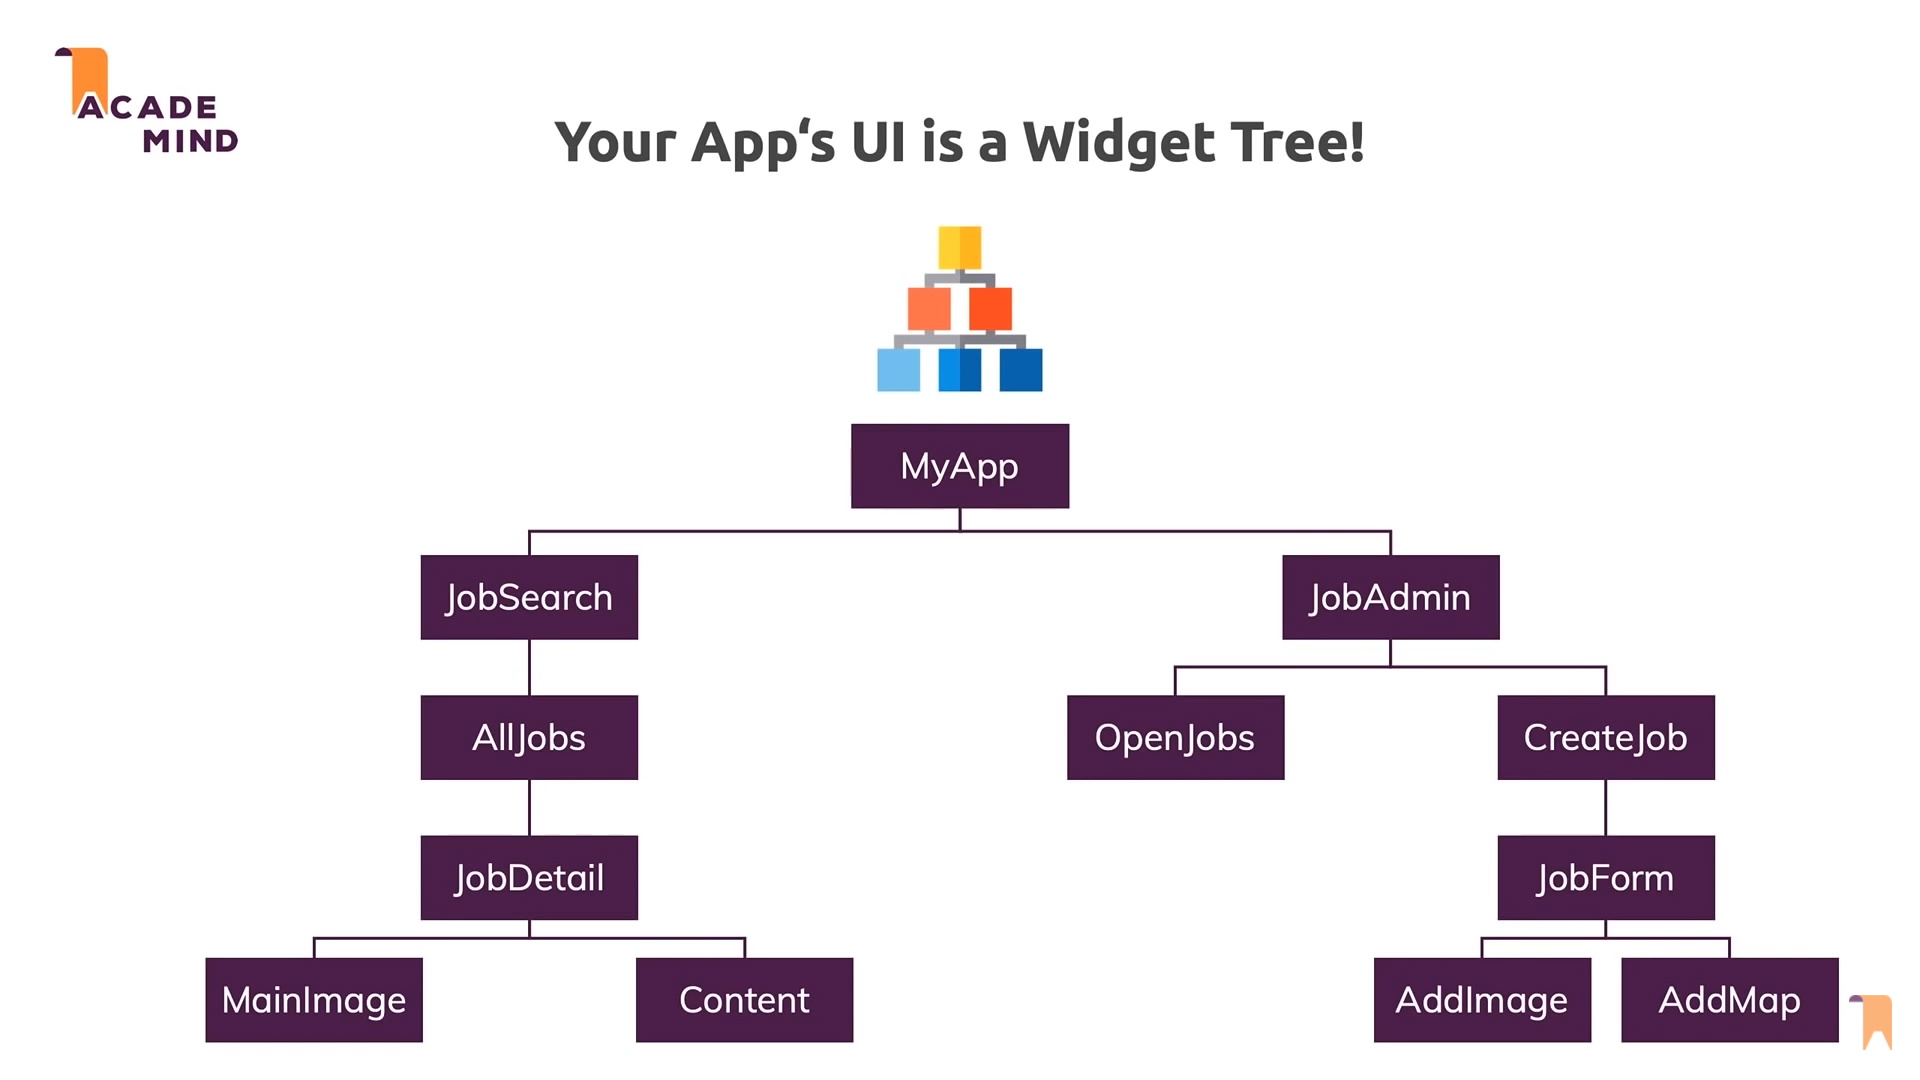 ACADE
MIND
Your App‘s UI is a Widget Tree!
MyApp
JobSearch
JobAdmin
AllJobs
OpenJobs
CreateJob
JobDetail
JobForm
MainImage
Content
AddImage
AddMap